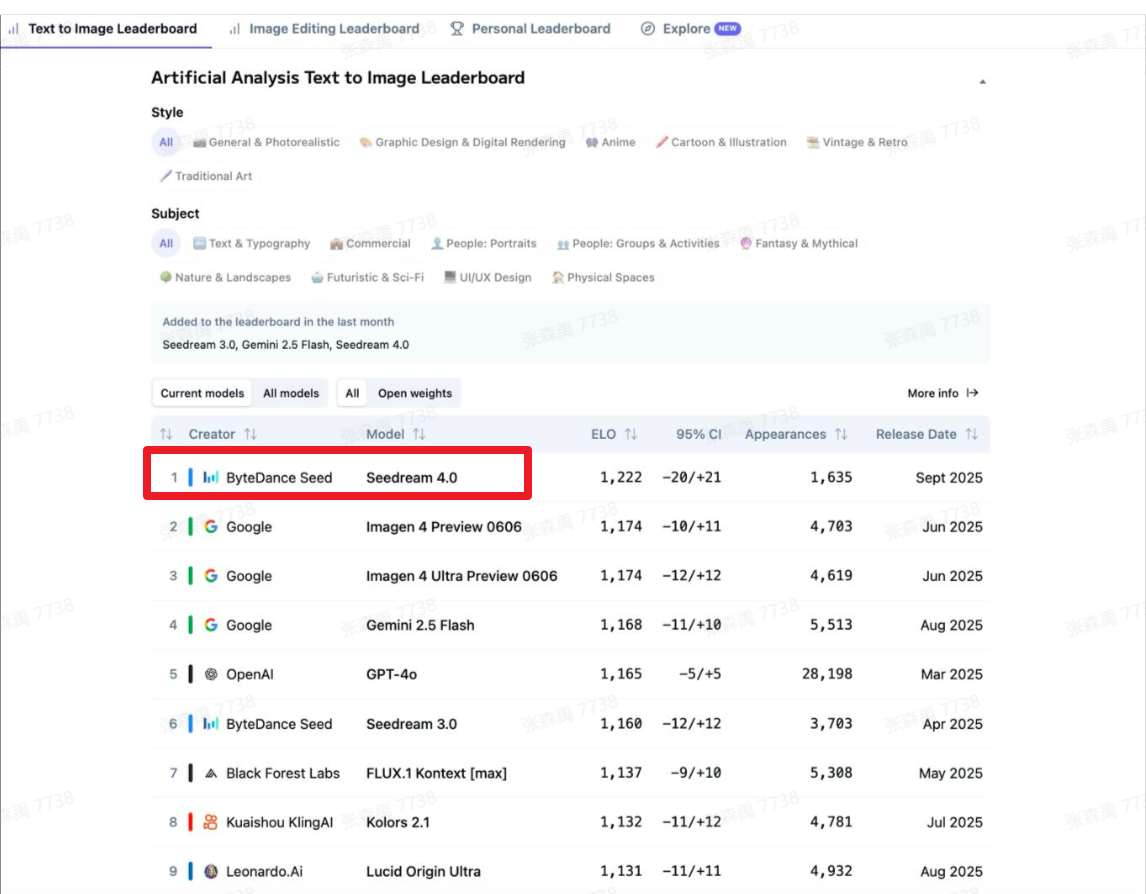 Text to Image Leaderboard Image Editing Leaderboard Personal Leaderboard Explore NEW
Artificial Analysis Text to Image Leaderboard
Style
All General & Photorealistic Graphic Design & Digital Rendering Anime Cartoon & Illustration Vintage & Retro
Traditional Art
Subject
All Text & Typography Commercial People: Portraits People: Groups & Activities Fantasy & Mythical
Nature & Landscapes Futuristic & Sci-Fi UI/UX Design Physical Spaces
Added to the leaderboard in the last month
Seedream 3.0, Gemini 2.5 Flash, Seedream 4.0
Current models All models All Open weights More info
Creator Model ELO 95% CI Appearances Release Date
1 ByteDance Seed Seedream 4.0 1,222 −20/+21 1,635 Sept 2025
2 Google Imagen 4 Preview 0606 1,174 −10/+11 4,703 Jun 2025
3 Google Imagen 4 Ultra Preview 0606 1,174 −12/+12 4,619 Jun 2025
4 Google Gemini 2.5 Flash 1,168 −11/+10 5,513 Aug 2025
5 OpenAI GPT-4o 1,165 −5/+5 28,198 Mar 2025
6 ByteDance Seed Seedream 3.0 1,160 −12/+12 3,703 Apr 2025
7 Black Forest Labs FLUX.1 Kontext [max] 1,137 −9/+10 5,308 May 2025
8 Kuaishou KlingAI Kolors 2.1 1,132 −11/+12 4,781 Jul 2025
9 Leonardo.Ai Lucid Origin Ultra 1,131 −11/+11 4,932 Aug 2025
张森禹 7738